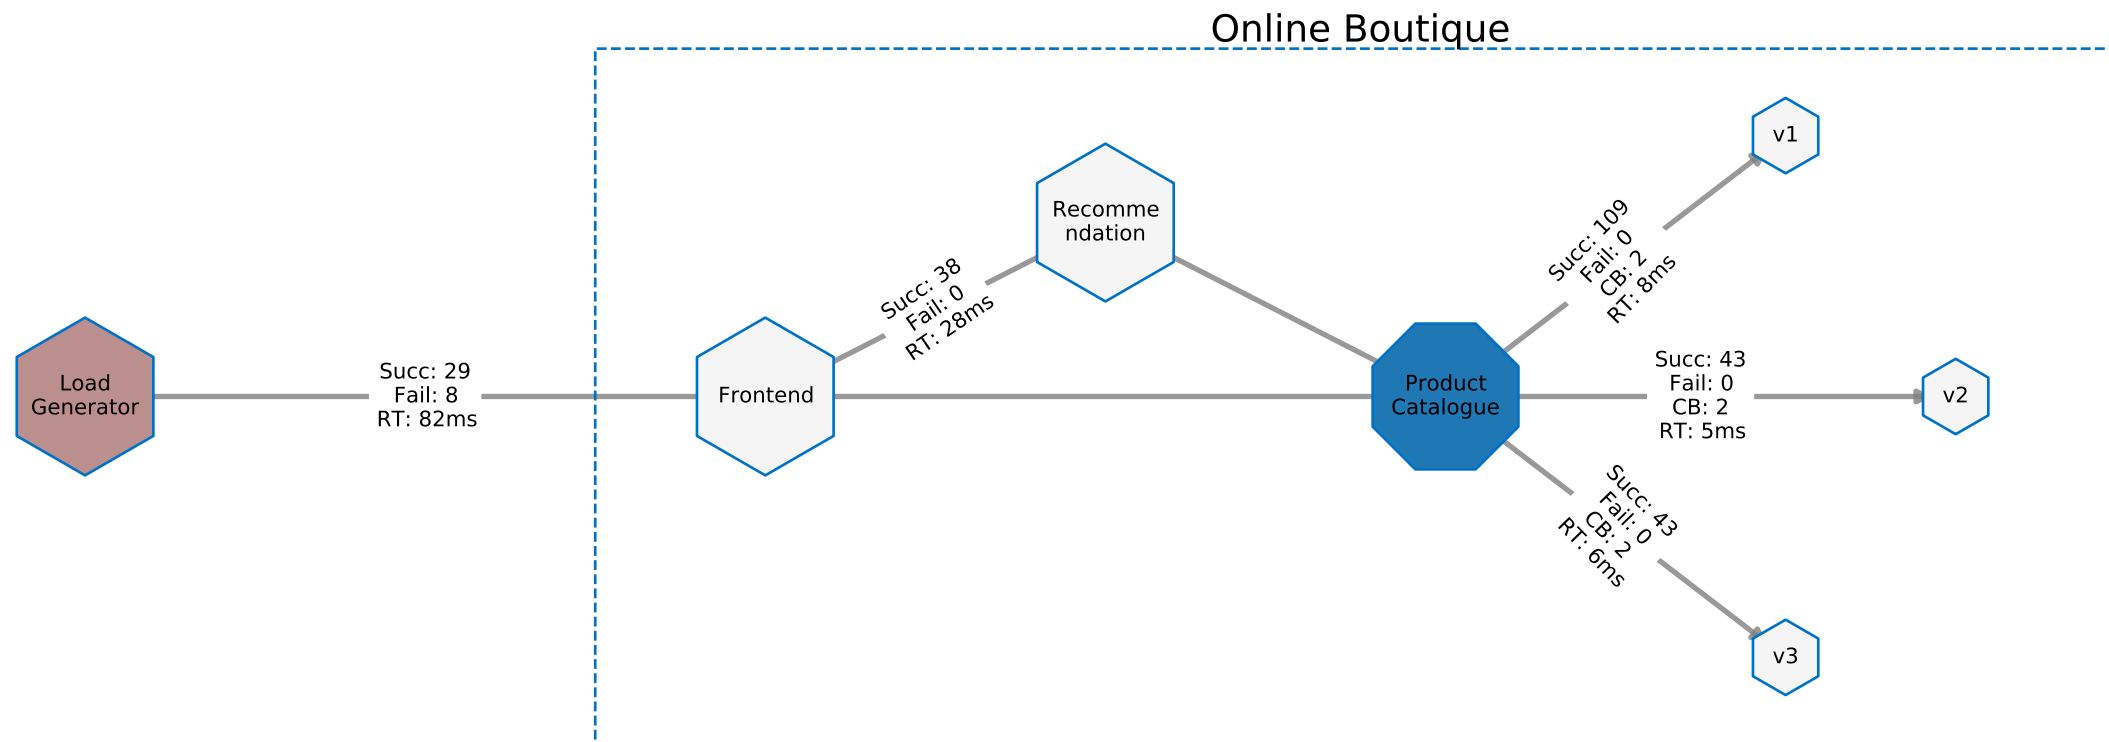 Online Boutique
Load
Generator
Succ: 29
Fail: 8
RT: 82ms
Frontend
Succ: 38
Fail: 0
RT: 28ms
Recomme
ndation
Product
Catalogue
Succ: 109
Fail: 0
CB: 2
RT: 8ms
v1
Succ: 43
Fail: 0
CB: 2
RT: 5ms
v2
Succ: 43
Fail: 0
CB: 2
RT: 6ms
v3